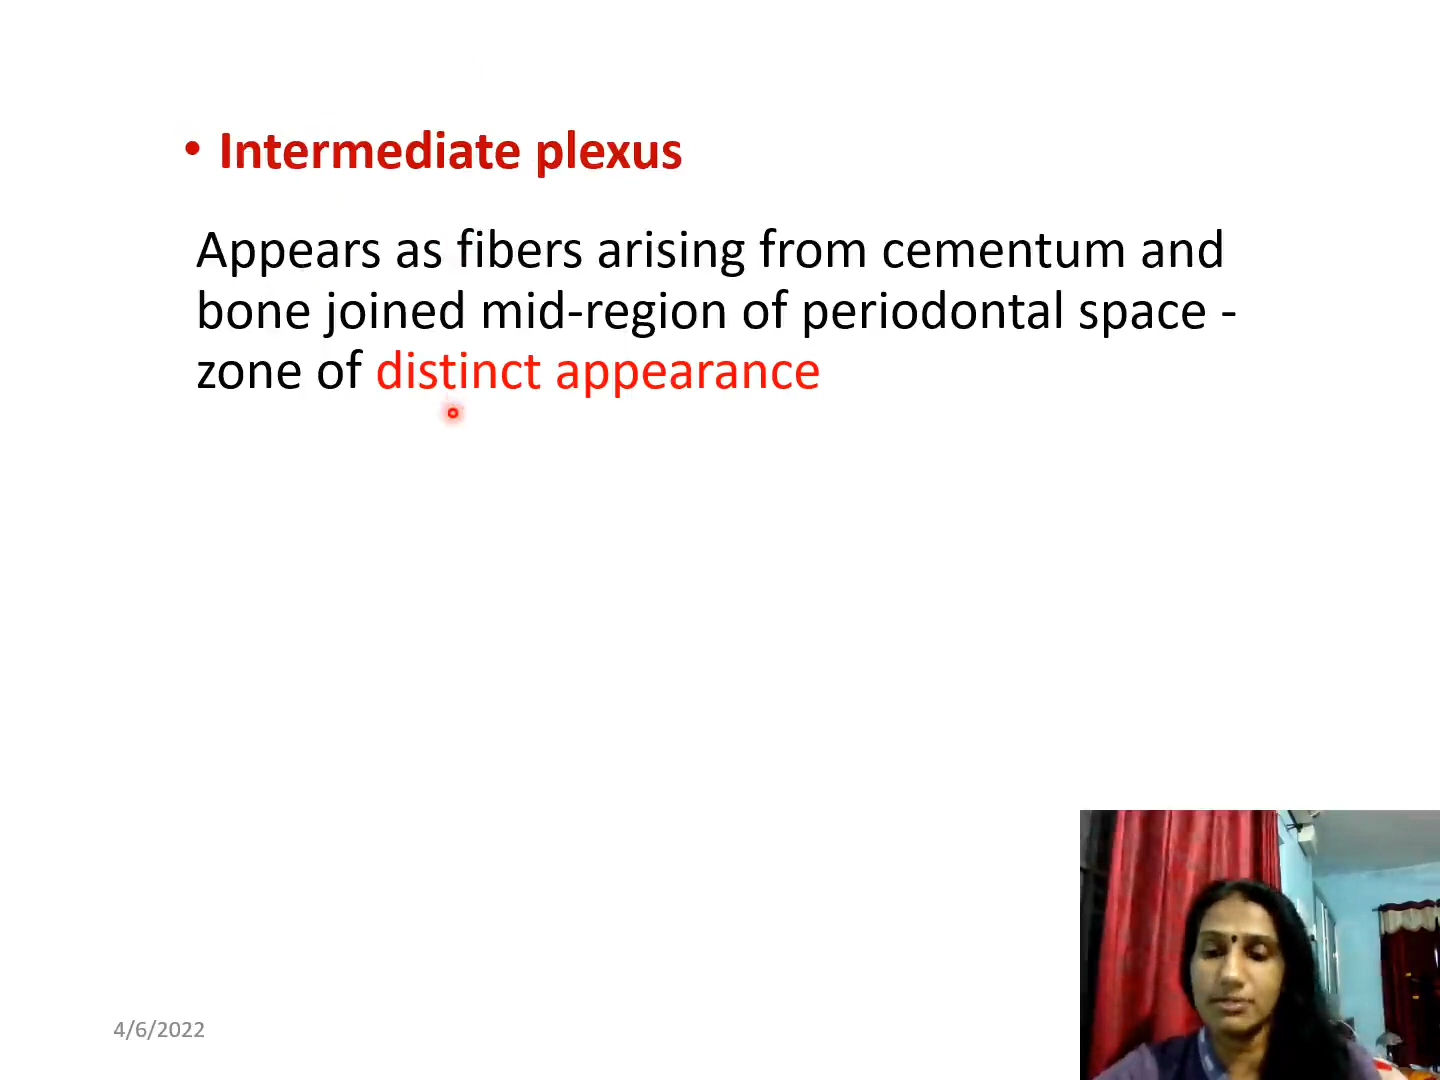 • Intermediate plexus
Appears as fibers arising from cementum and
bone joined mid-region of periodontal space -
zone of distinct appearance
4/6/2022